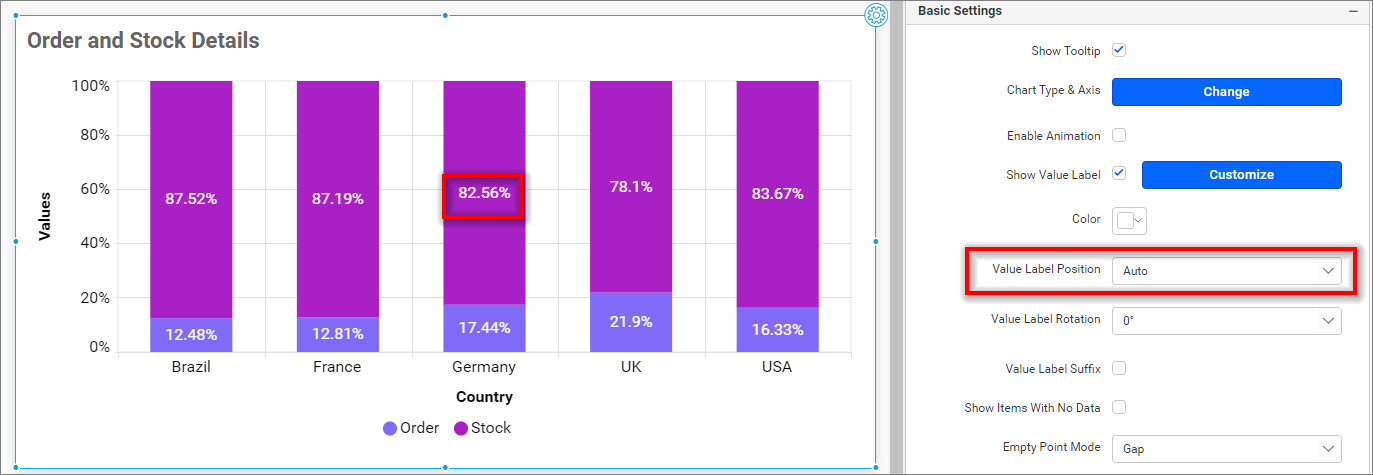 Order and Stock Details
Values
100%
80%
60%
40%
20%
0%
87.52%
87.19%
82.56%
78.1%
83.67%
12.48%
12.81%
17.44%
21.9%
16.33%
Brazil
France
Germany
UK
USA
Country
Order
Stock
Basic Settings
Show Tooltip
Chart Type & Axis
Change
Enable Animation
Show Value Label
Customize
Color
Value Label Position
Auto
Value Label Rotation
0°
Value Label Suffix
Show Items With No Data
Empty Point Mode
Gap